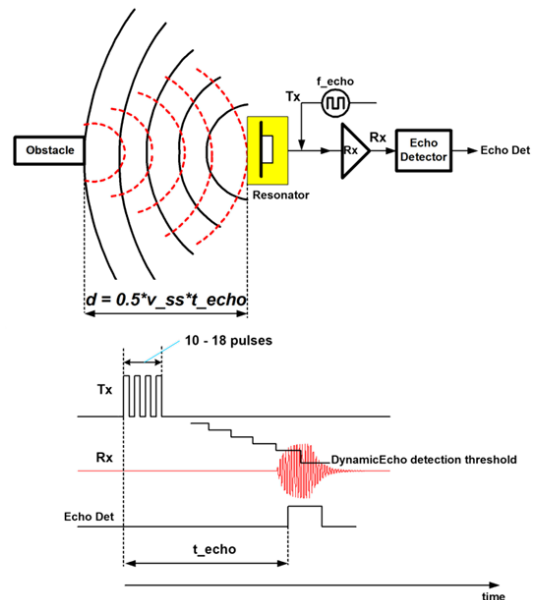 f_echo
Tx
Obstacle
Rx
Rx
Echo
Detector
Echo Det
Resonator
d = 0.5*v_ss*t_echo
10 - 18 pulses
Tx
Rx
DynamicEcho detection threshold
Echo Det
t_echo
time